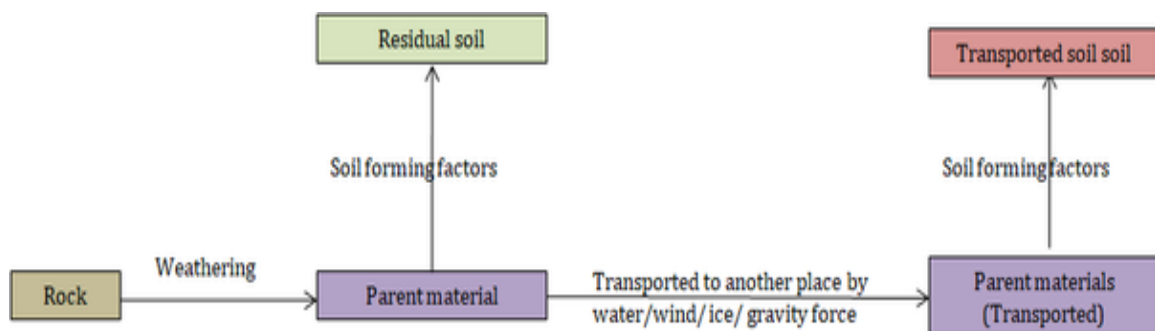 Residual soil
Transported soil soil
Soil forming factors
Soil forming factors
Weathering
Rock
Parent material
Transported to another place by
water/wind/ice/ gravity force
Parent materials
(Transported)